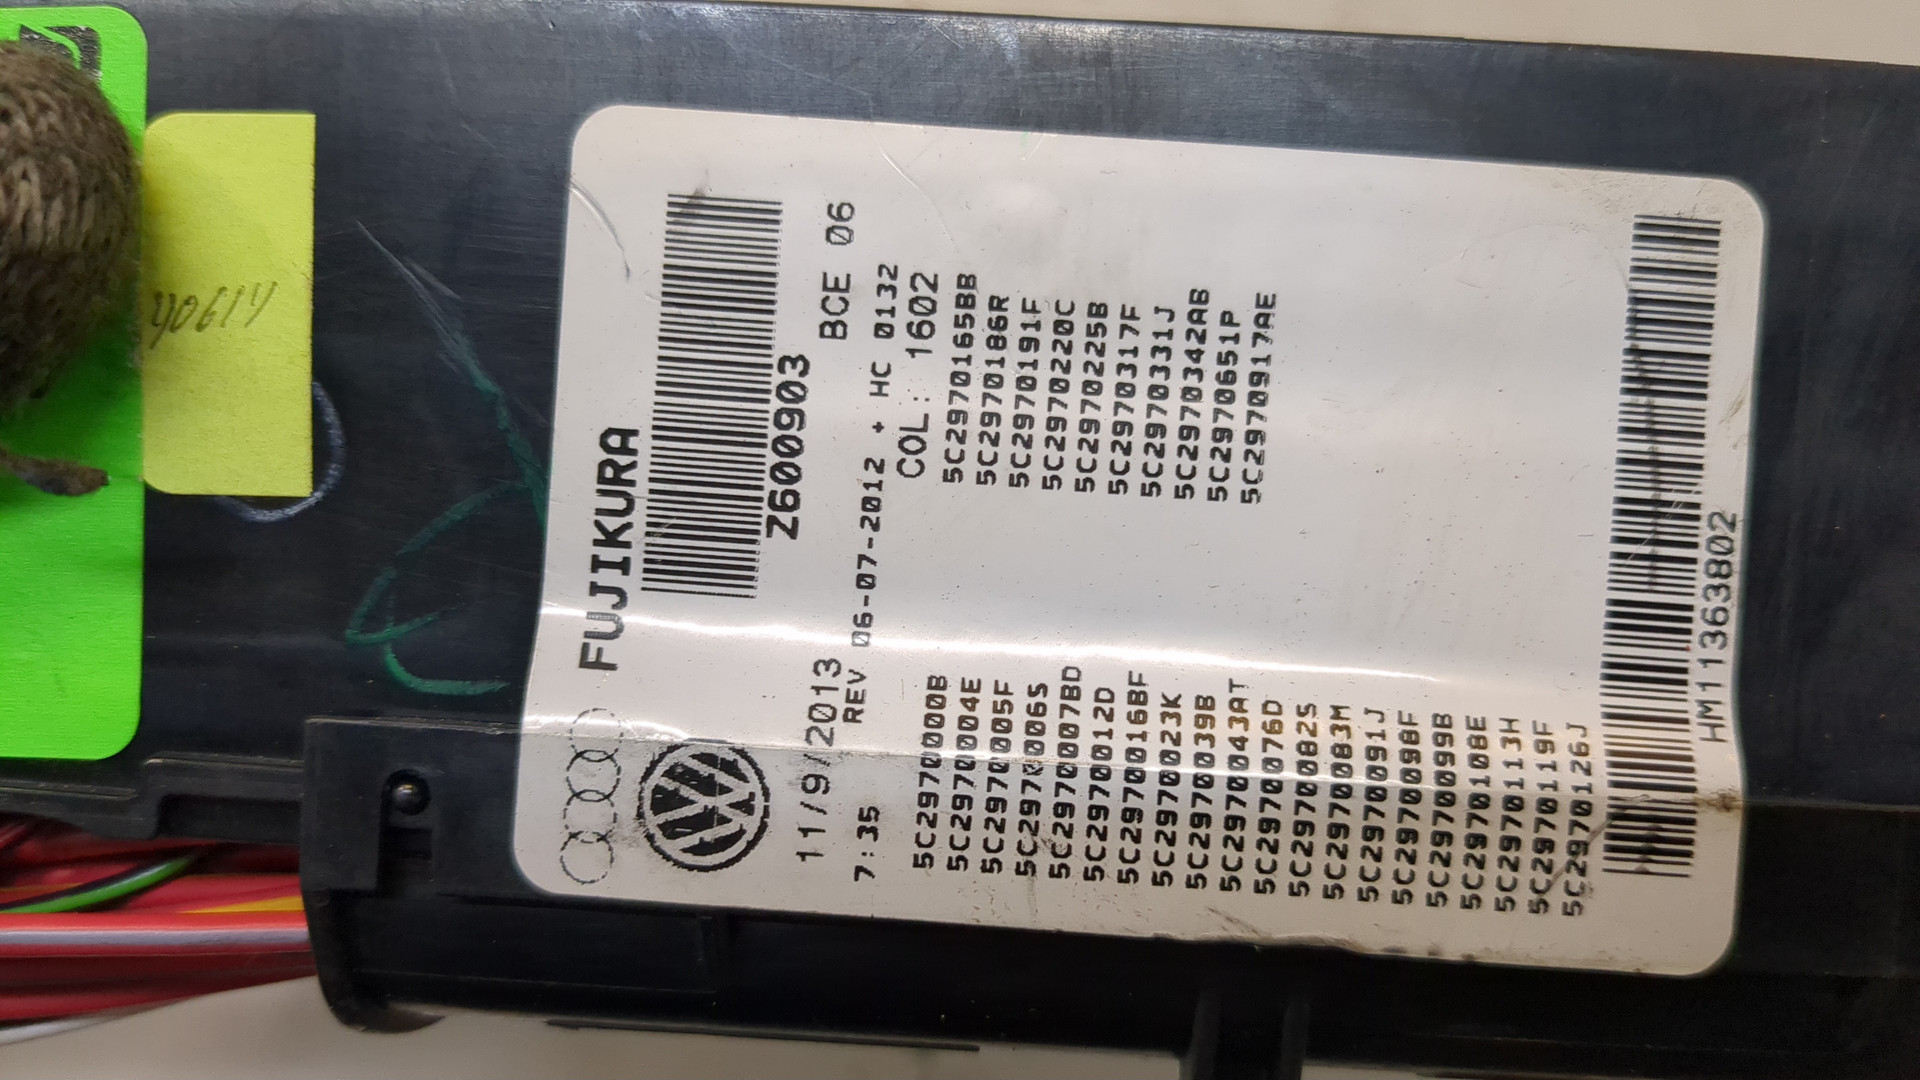 FUJIKURA
Z600903
11/9/2013 BCE 06
7:35 REV 06-07-2012 + HC 0132
COL: 1602
5C2970000B 5C2970165BB
5C2970004E 5C2970186R
5C2970005F 5C2970191F
5C2970006S 5C2970220C
5C2970007BD 5C2970225B
5C2970012D 5C2970317F
5C2970016BF 5C2970331J
5C2970023K 5C2970342AB
5C2970039B 5C2970651P
5C2970043AT 5C2970917AE
5C2970076D
5C2970082S
5C2970083M
5C2970091J
5C2970098F
5C2970099B
5C2970108E
5C2970113H
5C2970119F
5C2970126J
HM11363802